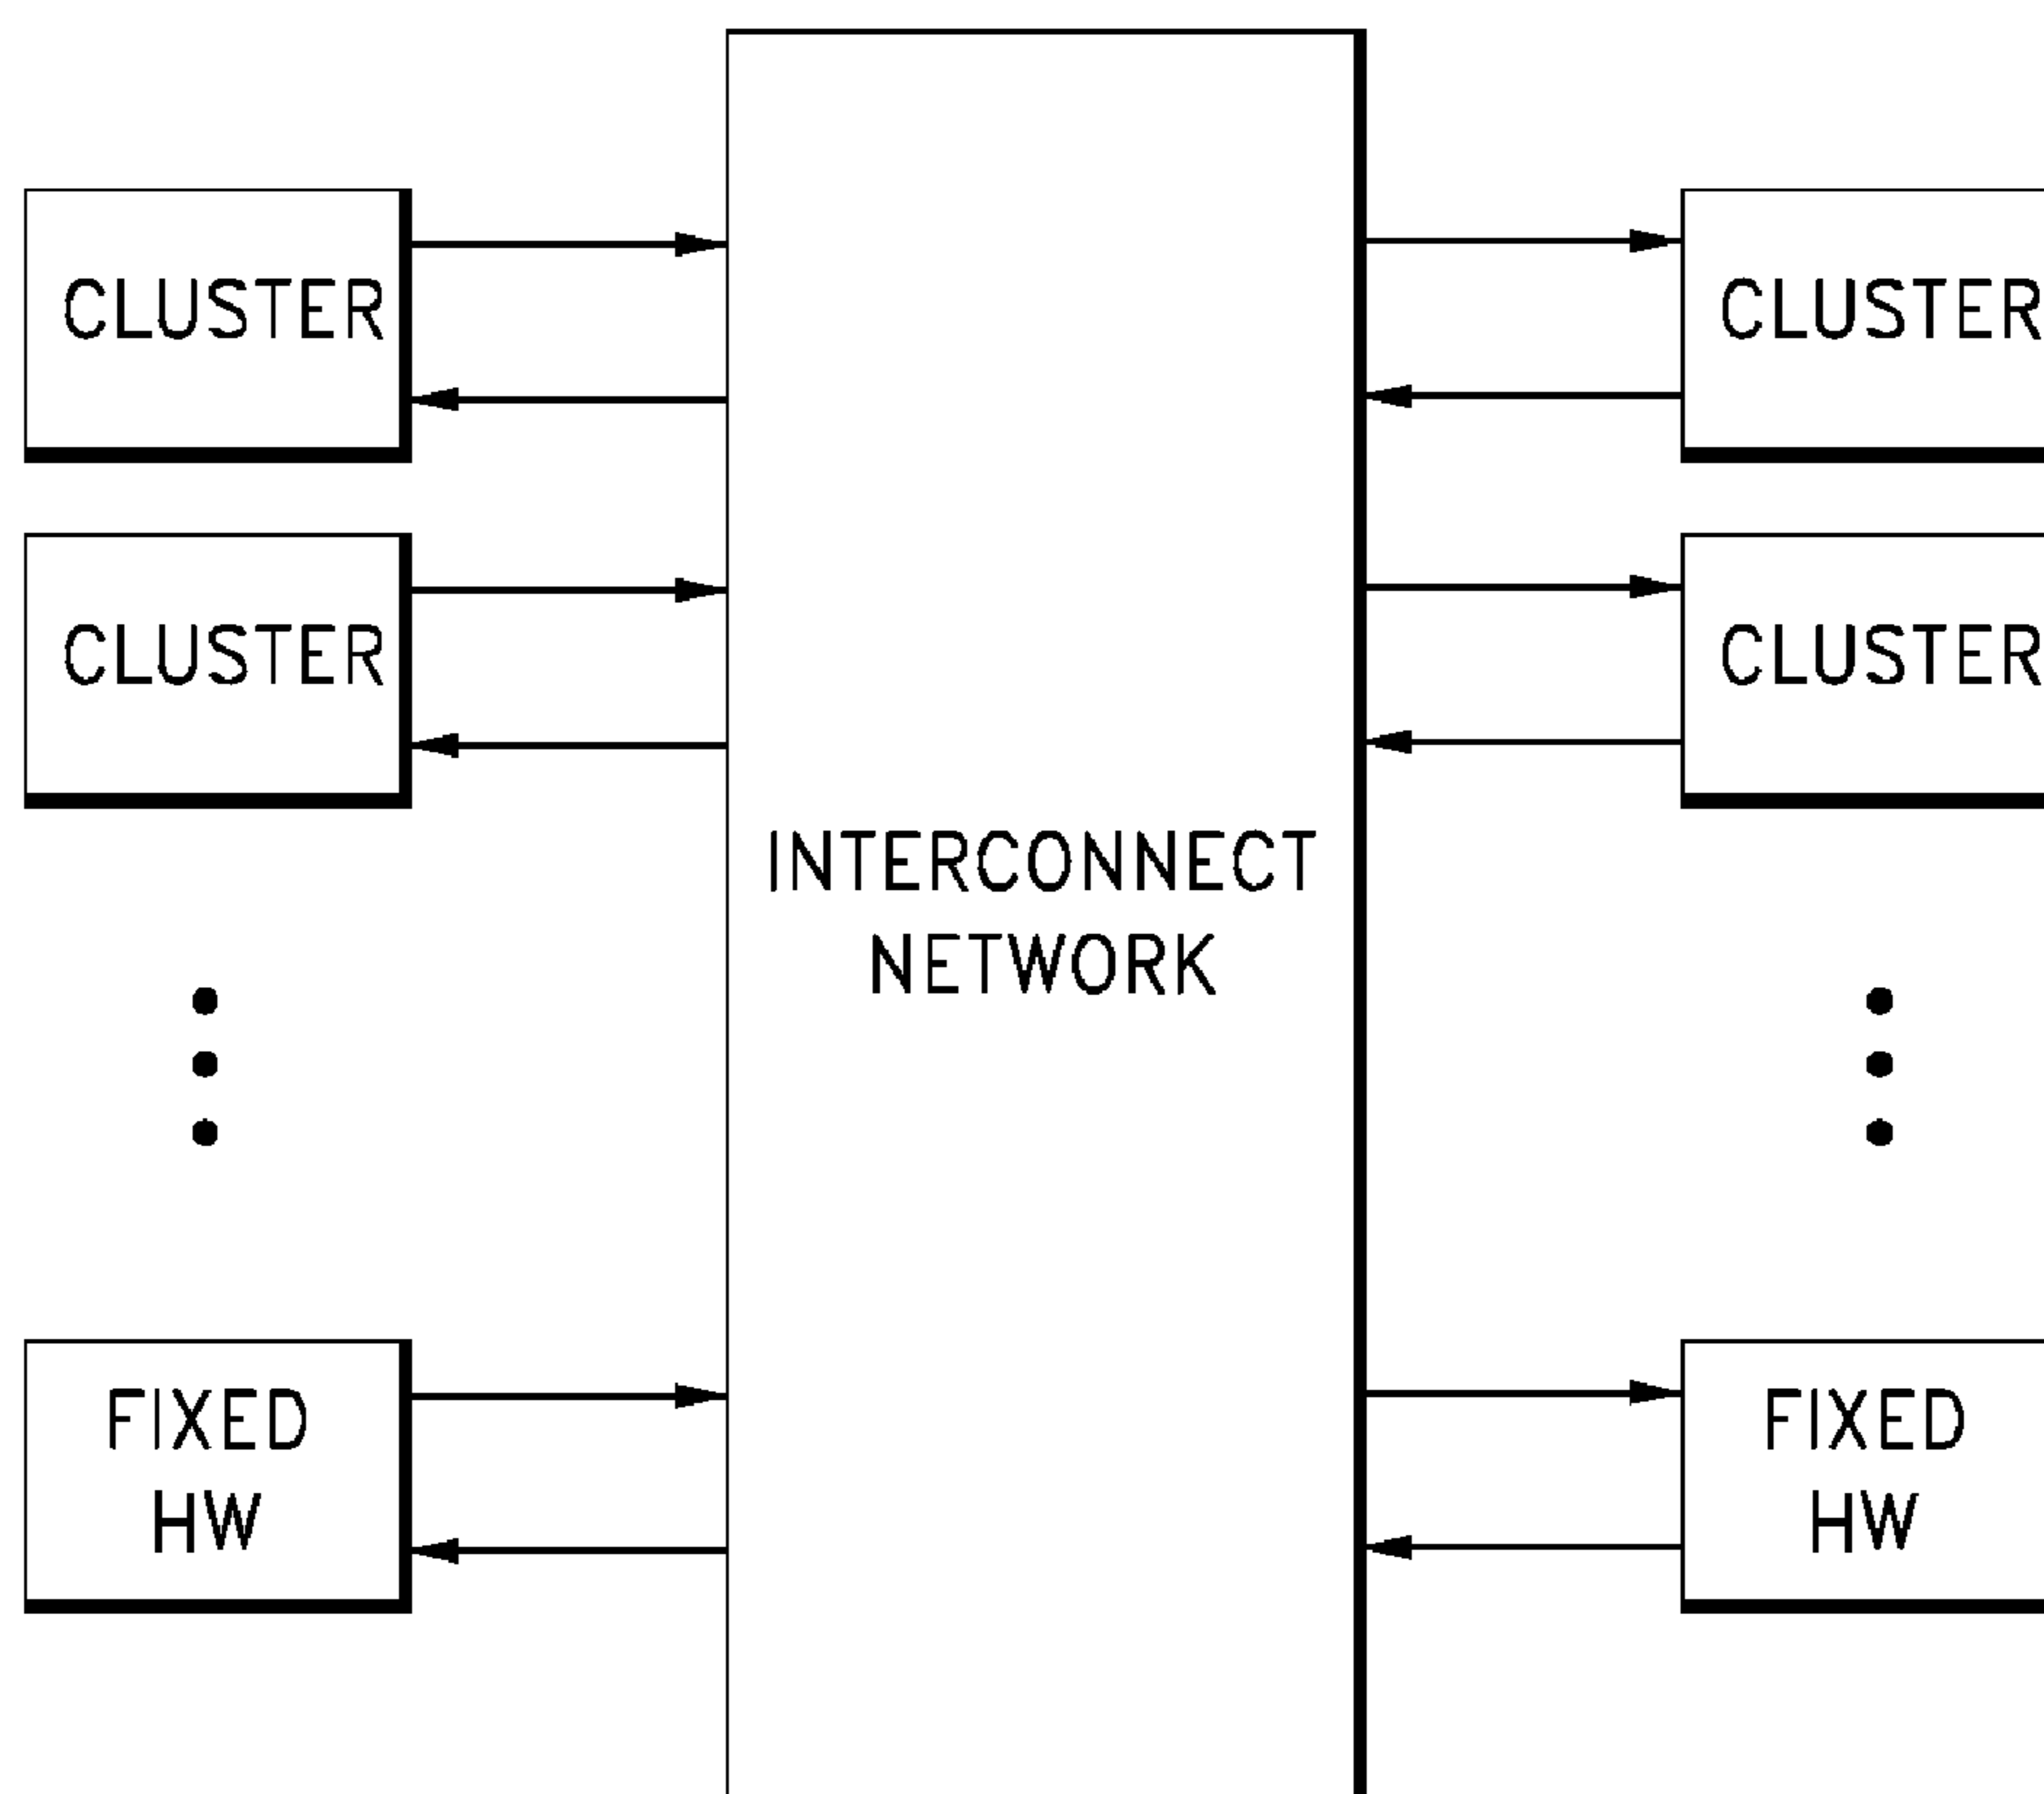 CLUSTER
CLUSTER
CLUSTER
CLUSTER
INTERCONNECT
NETWORK
FIXED
HW
FIXED
HW